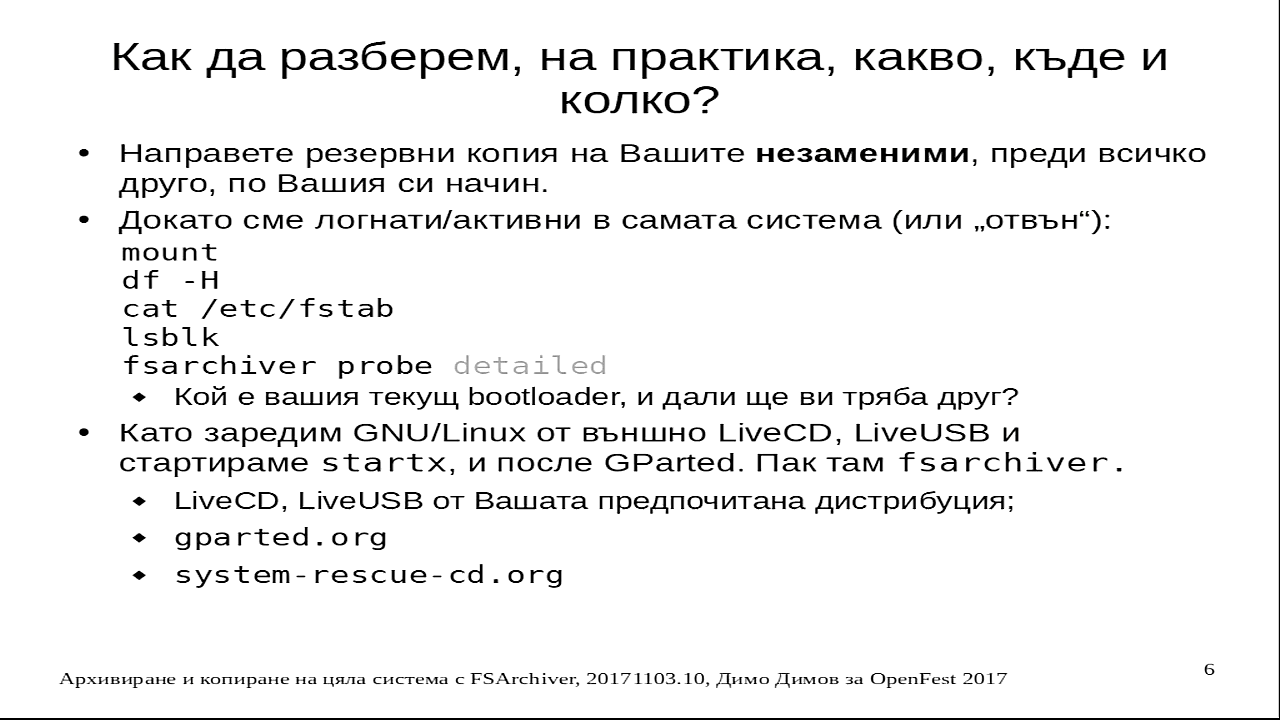 Как да разберем, на практика, какво, къде и
колко?
• Направете резервни копия на Вашите незаменими, преди всичко
друго, по Вашия си начин.
• Докато сме логнати/активни в самата система (или „отвън“):
mount
df -H
cat /etc/fstab
lsblk
fsarchiver probe detailed
◆ Кой е вашия текущ bootloader, и дали ще ви тряба друг?
• Като заредим GNU/Linux от външно LiveCD, LiveUSB и
стартираме startx, и после GParted. Пак там fsarchiver.
◆ LiveCD, LiveUSB от Вашата предпочитана дистрибуция;
◆ gparted.org
◆ system-rescue-cd.org
Архивиране и копиране на цяла система с FSArchiver, 20171103.10, Димо Димов за OpenFest 2017
6